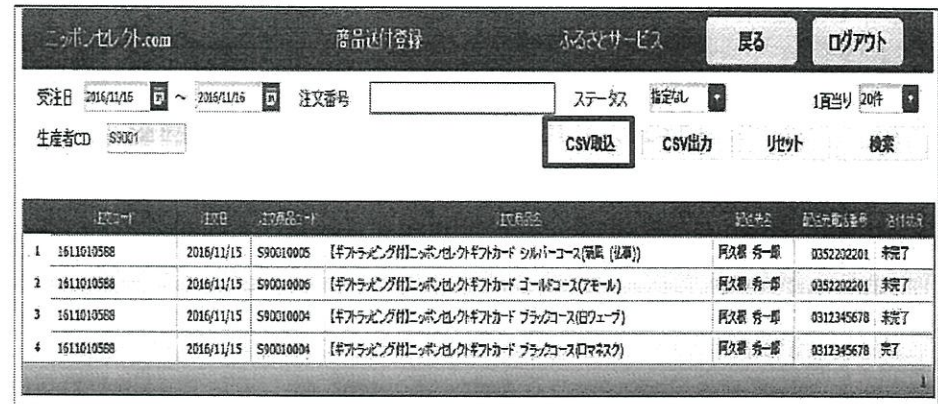 ニッポンセレクト.com 商品送付登録 ふるさとサービス 戻る ログアウト
受注日 2016/11/15 ～ 2016/11/16 注文番号 ステータス 指定なし 1頁当り 20件
生産者CD S9001 CSV取込 CSV出力 リセット 検索
注文コード 注文日 注文商品コード 注文商品名 配送先名 配送先電話番号 送付状況
1 1611010588 2016/11/15 S90010005 【ギフトラッピング付】ニッポンセレクトギフトカード シルバーコース( 阿久根 秀一郎 0352202201 未完了
2 1611010588 2016/11/15 S90010006 【ギフトラッピング付】ニッポンセレクトギフトカード ゴールドコース(アモール) 阿久根 秀一郎 0352202201 未完了
3 1611010588 2016/11/15 S90010004 【ギフトラッピング付】ニッポンセレクトギフトカード ブラックコース(日ウェーブ) 阿久根 秀一郎 0312345678 未完了
4 1611010588 2016/11/15 S90010004 【ギフトラッピング付】ニッポンセレクトギフトカード ブラックコース(ロマネスク) 阿久根 秀一郎 0312345678 完了
1